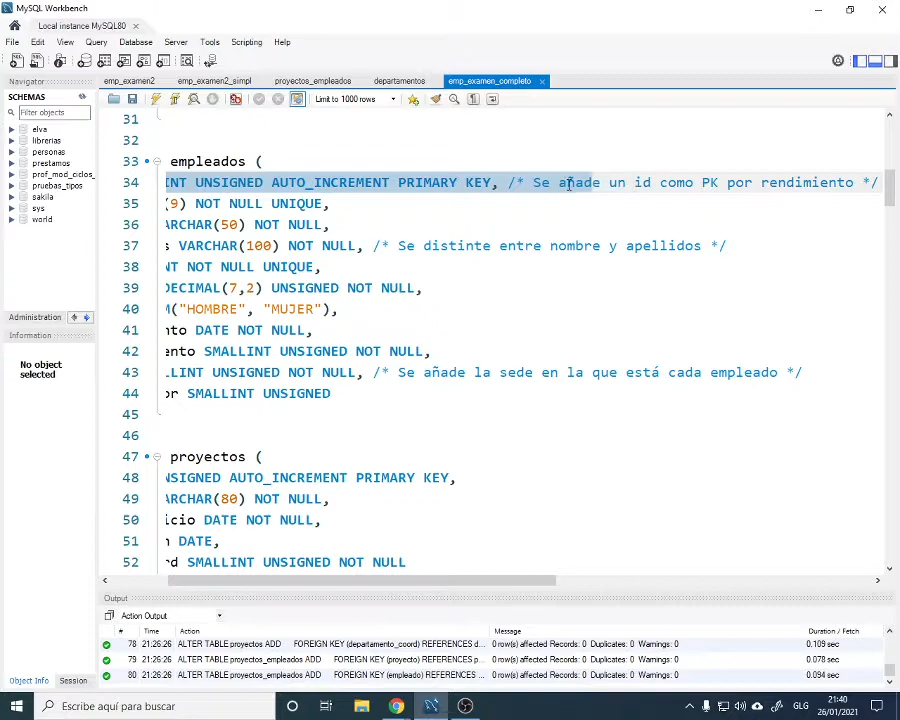 MySQL Workbench
Local instance MySQL80
File Edit View Query Database Server Tools Scripting Help
Navigator
SCHEMAS
Filter objects
elva
librerias
personas
prestamos
prof_mod_ciclos_
pruebas_tipos
sakila
sys
world
Administration
Information
No object
selected
Object Info Session
emp_examen2 emp_examen2_simpl proyectos_empleados departamentos emp_examen_completo
Limit to 1000 rows
31
32
33 empleados (
34 INT UNSIGNED AUTO_INCREMENT PRIMARY KEY, /* Se añade un id como PK por rendimiento */
35 (9) NOT NULL UNIQUE,
36 ARCHAR(50) NOT NULL,
37 s VARCHAR(100) NOT NULL, /* Se distinte entre nombre y apellidos */
38 NT NOT NULL UNIQUE,
39 DECIMAL(7,2) UNSIGNED NOT NULL,
40 M("HOMBRE", "MUJER"),
41 nto DATE NOT NULL,
42 ento SMALLINT UNSIGNED NOT NULL,
43 LLINT UNSIGNED NOT NULL, /* Se añade la sede en la que está cada empleado */
44 or SMALLINT UNSIGNED
45
46
47 proyectos (
48 NSIGNED AUTO_INCREMENT PRIMARY KEY,
49 ARCHAR(80) NOT NULL,
50 icio DATE NOT NULL,
51 n DATE,
52 rd SMALLINT UNSIGNED NOT NULL
Output
Action Output
# Time Action Message Duration / Fetch
78 21:26:26 ALTER TABLE proyectos ADD FOREIGN KEY (departamento_coord) REFERENCES d... 0 row(s) affected Records: 0 Duplicates: 0 Warnings: 0 0.109 sec
79 21:26:26 ALTER TABLE proyectos_empleados ADD FOREIGN KEY (proyecto) REFERENCES p... 0 row(s) affected Records: 0 Duplicates: 0 Warnings: 0 0.078 sec
80 21:26:26 ALTER TABLE proyectos_empleados ADD FOREIGN KEY (empleado) REFERENCES e... 0 row(s) affected Records: 0 Duplicates: 0 Warnings: 0 0.094 sec
Escribe aquí para buscar
GLG
21:40
26/01/2021